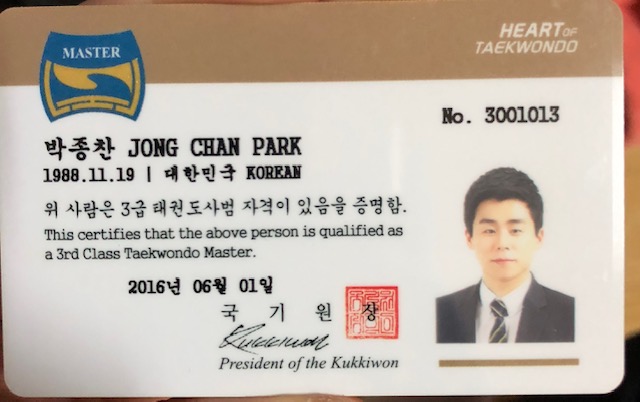 MASTER
HEART OF
TAEKWONDO
No. 3001013
박종찬 JONG CHAN PARK
1988.11.19 | 대한민국 KOREAN
위 사람은 3급 태권도사범 자격이 있음을 증명함.
This certifies that the above person is qualified as
a 3rd Class Taekwondo Master.
2016년 06월 01일
국 기 원 장
Kukkiwon
President of the Kukkiwon